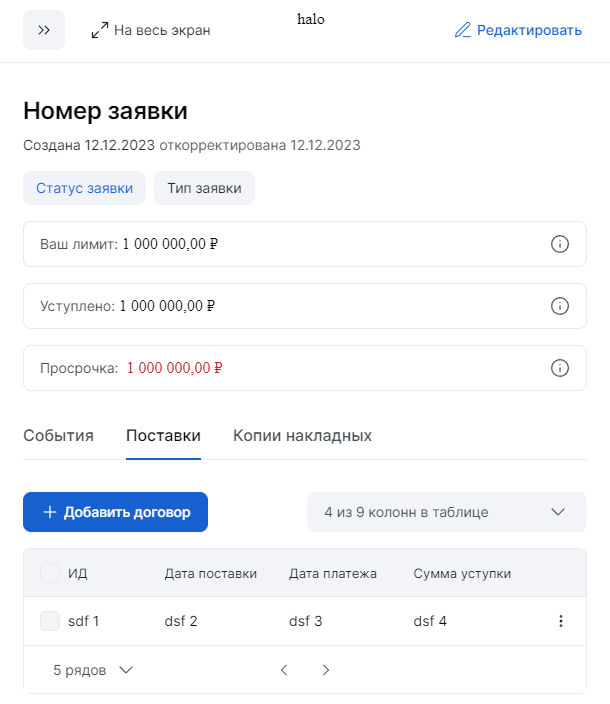 На весь экран
halo
Редактировать
Номер заявки
Создана 12.12.2023 откорректирована 12.12.2023
Статус заявки
Тип заявки
Ваш лимит: 1 000 000,00 ₽
Уступлено: 1 000 000,00 ₽
Просрочка: 1 000 000,00 ₽
События Поставки Копии накладных
Добавить договор
4 из 9 колонн в таблице
ИД Дата поставки Дата платежа Сумма уступки
sdf 1 dsf 2 dsf 3 dsf 4
5 рядов